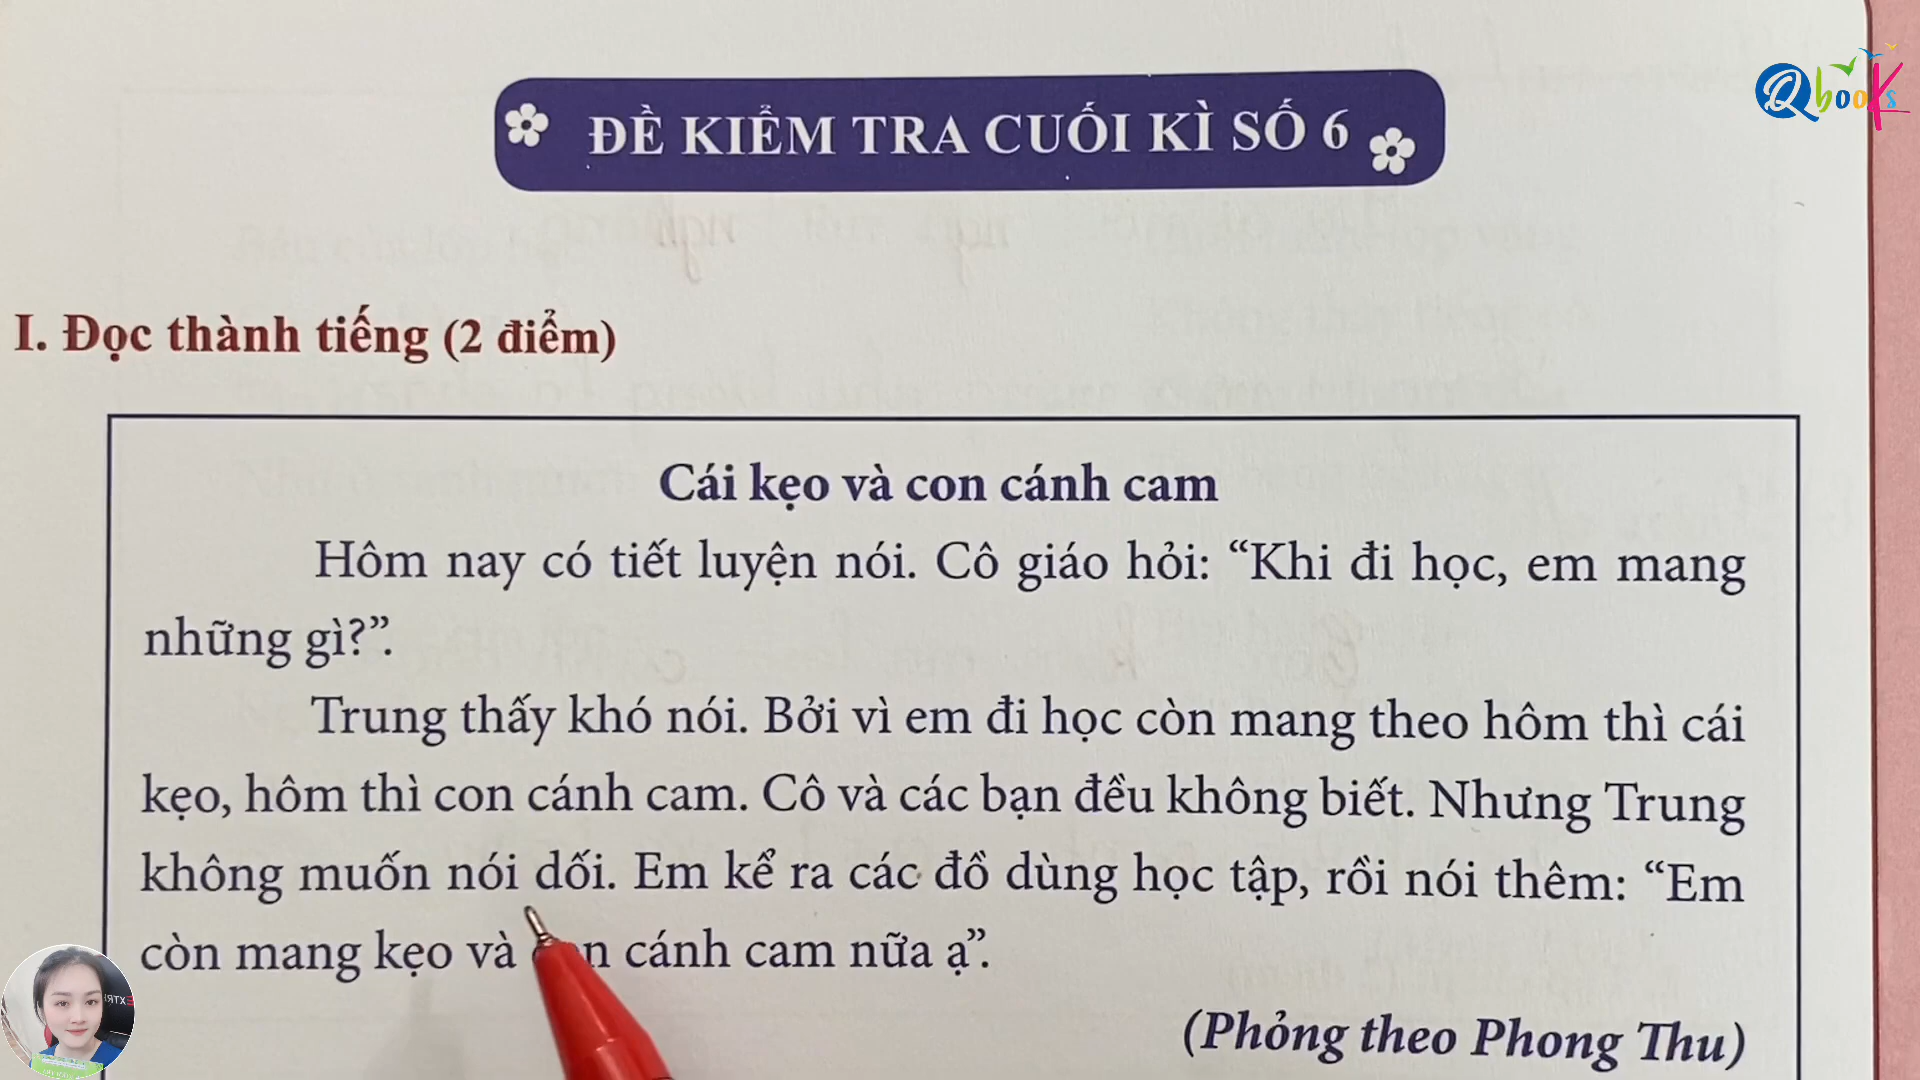 Qbooks
ĐỀ KIỂM TRA CUỐI KÌ SỐ 6
I. Đọc thành tiếng (2 điểm)
Cái kẹo và con cánh cam
Hôm nay có tiết luyện nói. Cô giáo hỏi: “Khi đi học, em mang
những gì?”.
Trung thấy khó nói. Bởi vì em đi học còn mang theo hôm thì cái
kẹo, hôm thì con cánh cam. Cô và các bạn đều không biết. Nhưng Trung
không muốn nói dối. Em kể ra các đồ dùng học tập, rồi nói thêm: “Em
còn mang kẹo và cánh cam nữa ạ”.
(Phỏng theo Phong Thu)